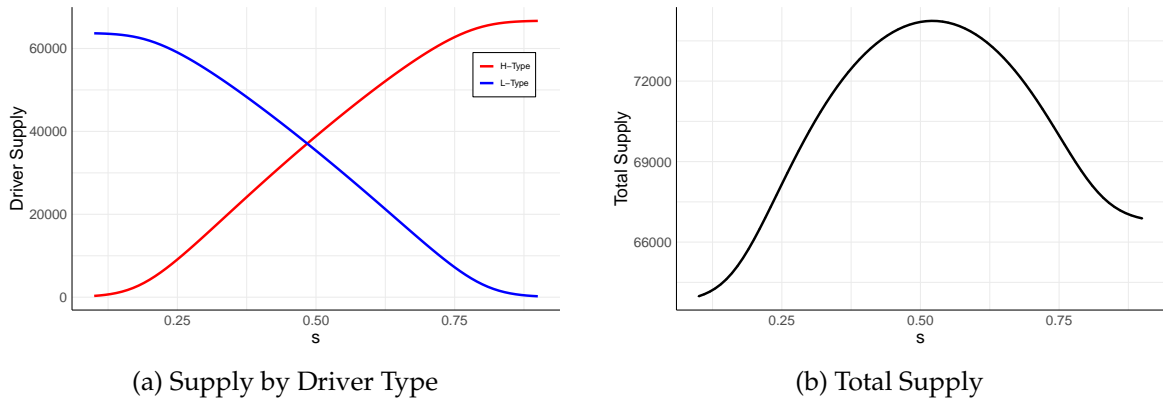 Driver Supply
60000
40000
20000
0
0.25 0.50 0.75
s
H-Type
L-Type
(a) Supply by Driver Type
Total Supply
72000
69000
66000
0.25 0.50 0.75
s
(b) Total Supply